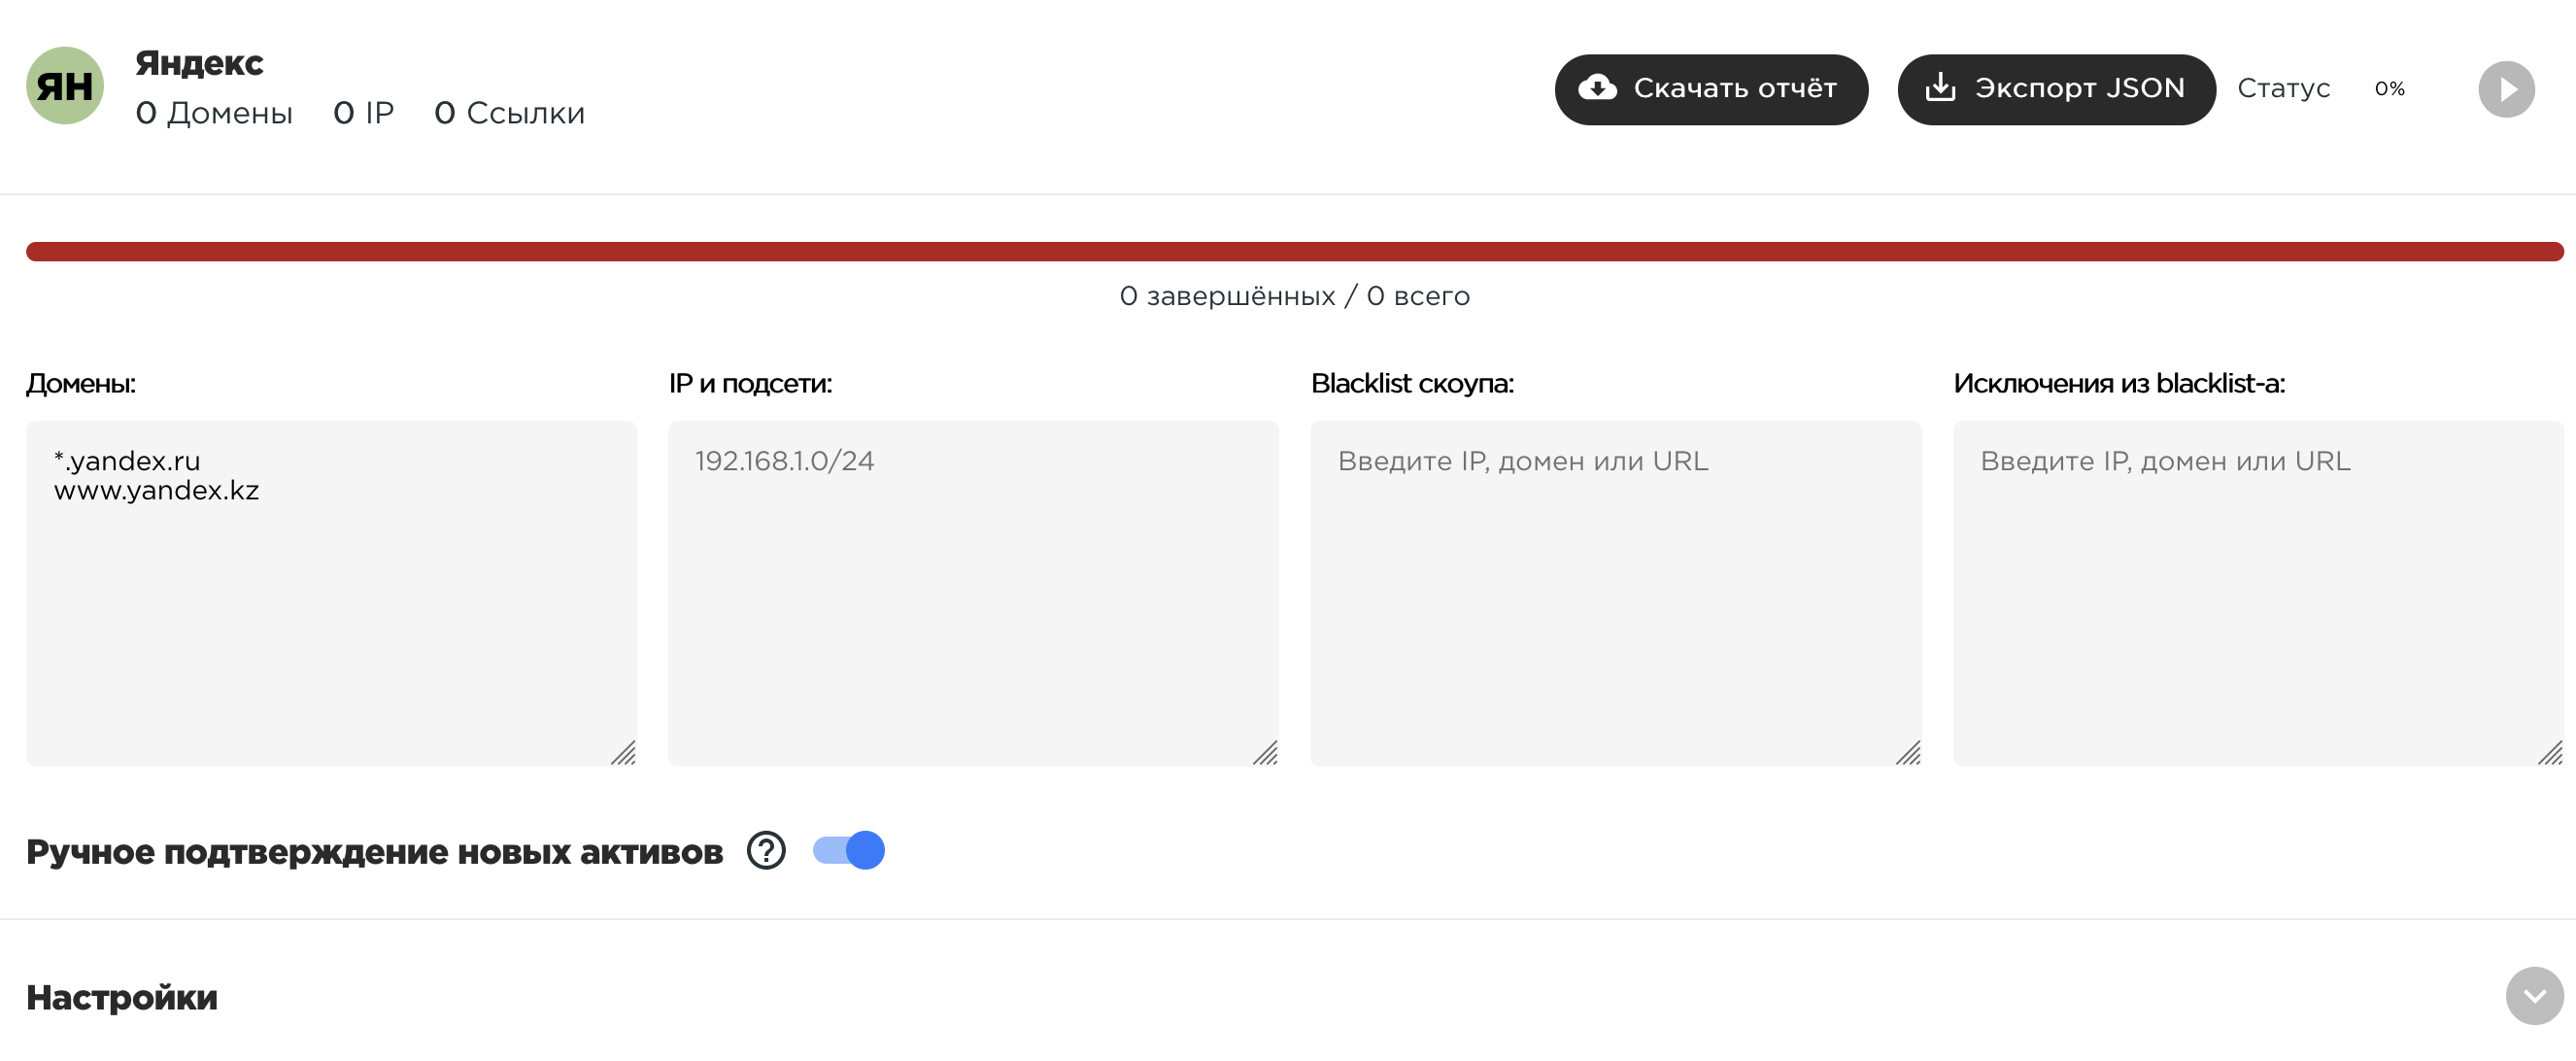 ЯН
Яндекс
0 Домены 0 IP 0 Ссылки
Скачать отчёт
Экспорт JSON
Статус
0%
0 завершённых / 0 всего
Домены:
*.yandex.ru
www.yandex.kz
IP и подсети:
192.168.1.0/24
Blacklist скоупа:
Введите IP, домен или URL
Исключения из blacklist-а:
Введите IP, домен или URL
Ручное подтверждение новых активов
Настройки